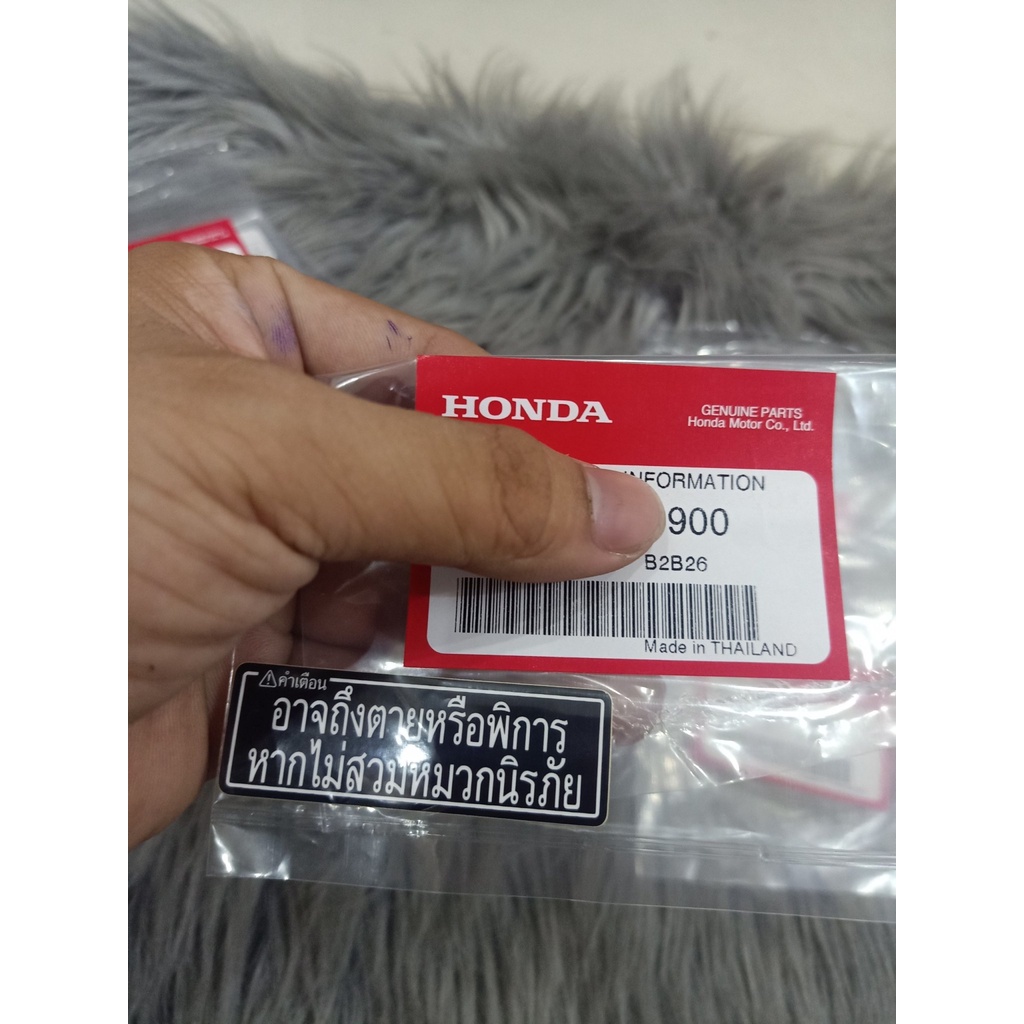 HONDA
GENUINE PARTS
Honda Motor Co., Ltd.
INFORMATION
900
B2B26
Made in THAILAND
⚠คำเตือน
อาจถึงตายหรือพิการ
หากไม่สวมหมวกนิรภัย